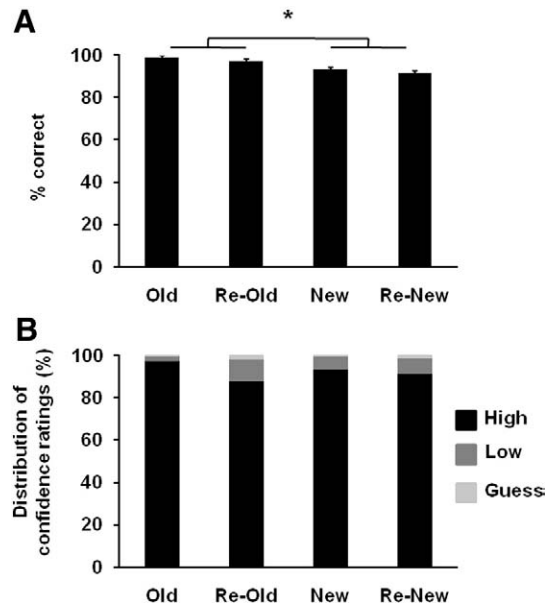 A
*
% correct
100
80
60
40
20
0
Old Re-Old New Re-New
B
Distribution of
confidence ratings (%)
100
80
60
40
20
0
High
Low
Guess
Old Re-Old New Re-New